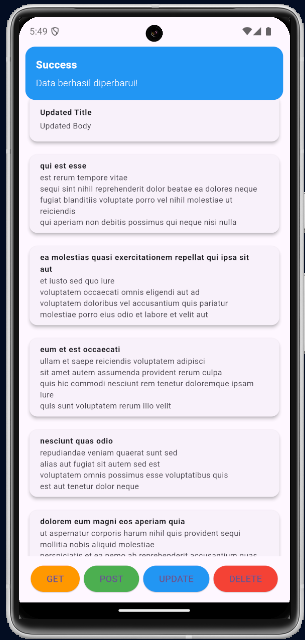 5:49
Success
Data berhasil diperbarui!
Updated Title
Updated Body
qui est esse
est rerum tempore vitae
sequi sint nihil reprehenderit dolor beatae ea dolores neque
fugiat blanditiis voluptate porro vel nihil molestiae ut
reiciendis
qui aperiam non debitis possimus qui neque nisi nulla
ea molestias quasi exercitationem repellat qui ipsa sit
aut
et iusto sed quo iure
voluptatem occaecati omnis eligendi aut ad
voluptatem doloribus vel accusantium quis pariatur
molestiae porro eius odio et labore et velit aut
eum et est occaecati
ullam et saepe reiciendis voluptatem adipisci
sit amet autem assumenda provident rerum culpa
quis hic commodi nesciunt rem tenetur doloremque ipsam
iure
quis sunt voluptatem rerum illo velit
nesciunt quas odio
repudiandae veniam quaerat sunt sed
alias aut fugiat sit autem sed est
voluptatem omnis possimus esse voluptatibus quis
est aut tenetur dolor neque
dolorem eum magni eos aperiam quia
ut aspernatur corporis harum nihil quis provident sequi
mollitia nobis aliquid molestiae
perspiciatis et ea nemo ab reprehenderit accusantium quas
GET
POST
UPDATE
DELETE